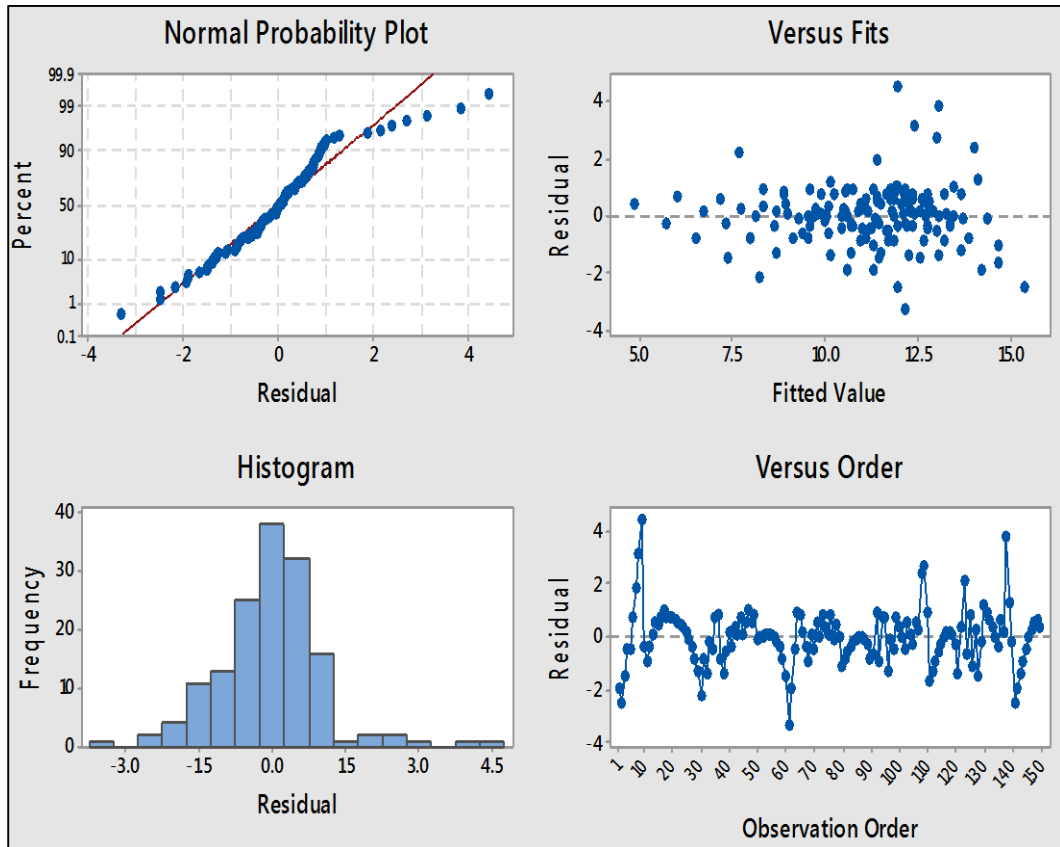 Normal Probability Plot
99.9
99
90
50
10
1
0.1
Percent
-4 -2 0 2 4
Residual
Versus Fits
4
2
0
-2
-4
Residual
5.0 7.5 10.0 12.5 15.0
Fitted Value
Histogram
40
30
20
10
0
Frequency
-3.0 -1.5 0.0 1.5 3.0 4.5
Residual
Versus Order
4
2
0
-2
-4
Residual
1 10 20 30 40 50 60 70 80 90 100 110 120 130 140 150
Observation Order